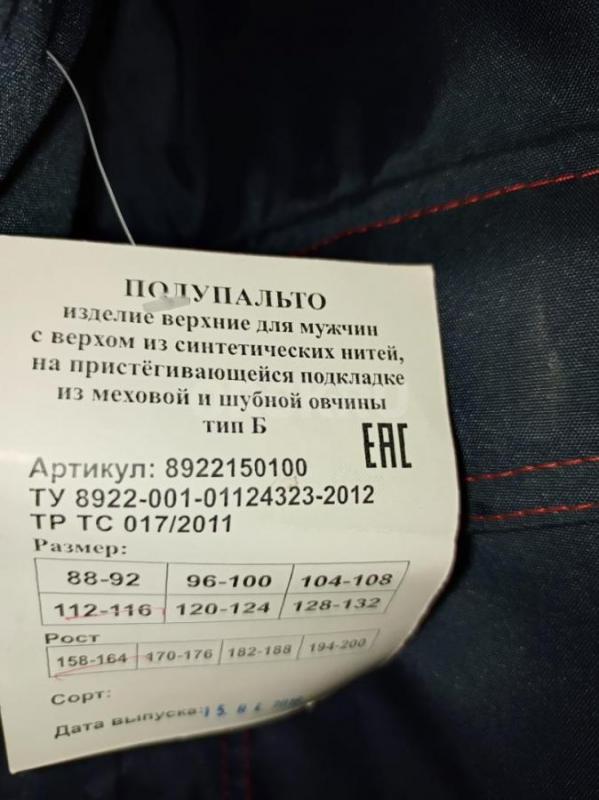 ПОЛУПАЛЬТО
изделие верхние для мужчин
с верхом из синтетических нитей,
на пристёгивающейся подкладке
из меховой и шубной овчины
тип Б
EAC
Артикул: 8922150100
ТУ 8922-001-01124323-2012
ТР ТС 017/2011
Размер:
88-92 96-100 104-108
112-116 120-124 128-132
Рост
158-164 170-176 182-188 194-200
Сорт:
Дата выпуска: